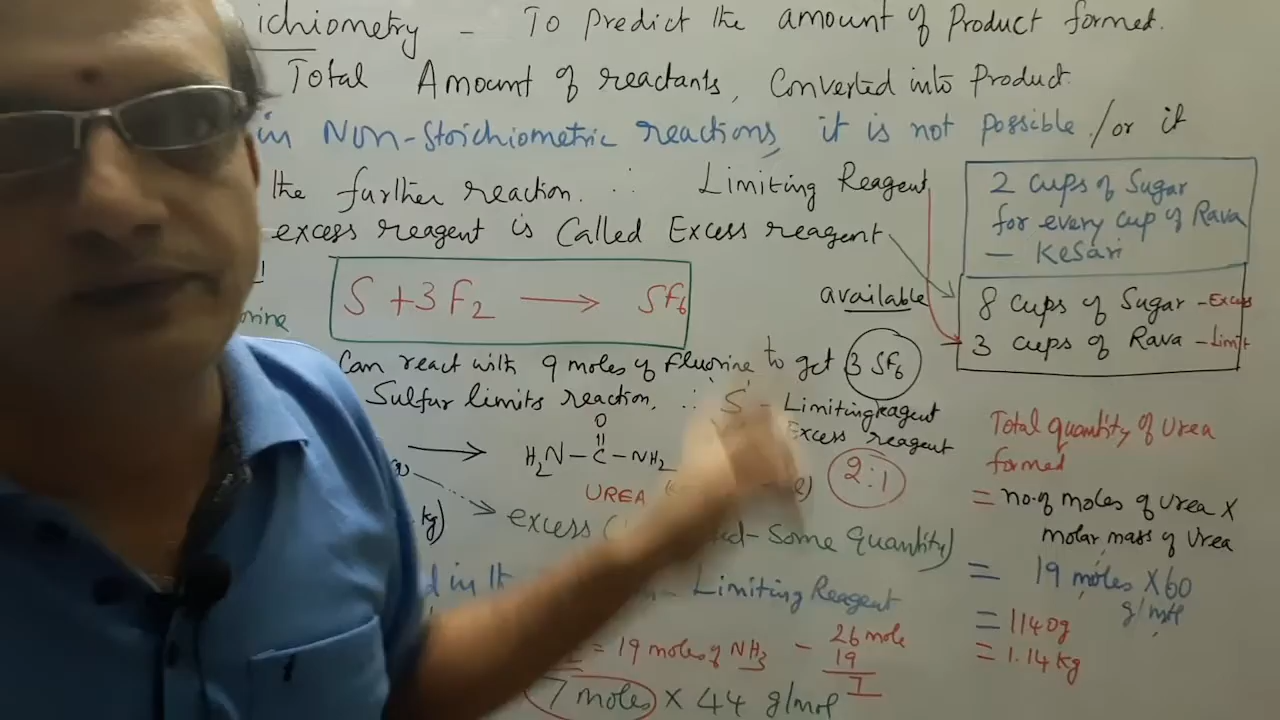 ichiometry - To Predict the amount of Product formed.
Total Amount of reactants, Converted into Product
in Non-Stoichiometric reactions, it is not possible / or it
the further reaction. ∴ Limiting Reagent
excess reagent is Called Excess reagent
2 cups of Sugar
for every cup of Rava
- Kesari
8 cups of Sugar - Excess
3 cups of Rava - Limit
available
S + 3F₂ → SF₆
orine
Can react with 9 moles of fluorine to get 3 SF₆
Sulfur limits reaction, ∴ S - Limiting reagent
Excess reagent
O
H₂N - C - NH₂
UREA
2:1
kg)
excess
Some quantity)
d in
Limiting Reagent
= 19 moles of NH₃ - 26 mole
19
7
7 moles × 44 g/mol
Total quantity of Urea
formed
= no. of moles of Urea ×
molar mass of Urea
= 19 moles × 60
g/mole
= 1140g
= 1.14 kg